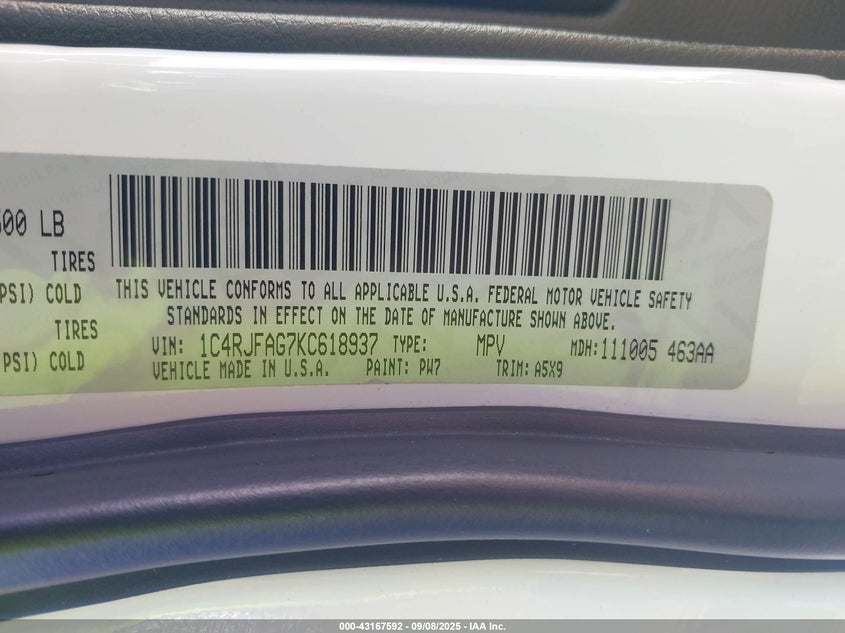 500 LB
TIRES
PSI) COLD
TIRES
PSI) COLD
THIS VEHICLE CONFORMS TO ALL APPLICABLE U.S.A. FEDERAL MOTOR VEHICLE SAFETY
STANDARDS IN EFFECT ON THE DATE OF MANUFACTURE SHOWN ABOVE.
VIN: 1C4RJFAG7KC618937 TYPE: MPV MDH: 111005 463AA
VEHICLE MADE IN U.S.A. PAINT: PW7 TRIM: A5X9
000-43167592 - 09/08/2025 - IAA Inc.